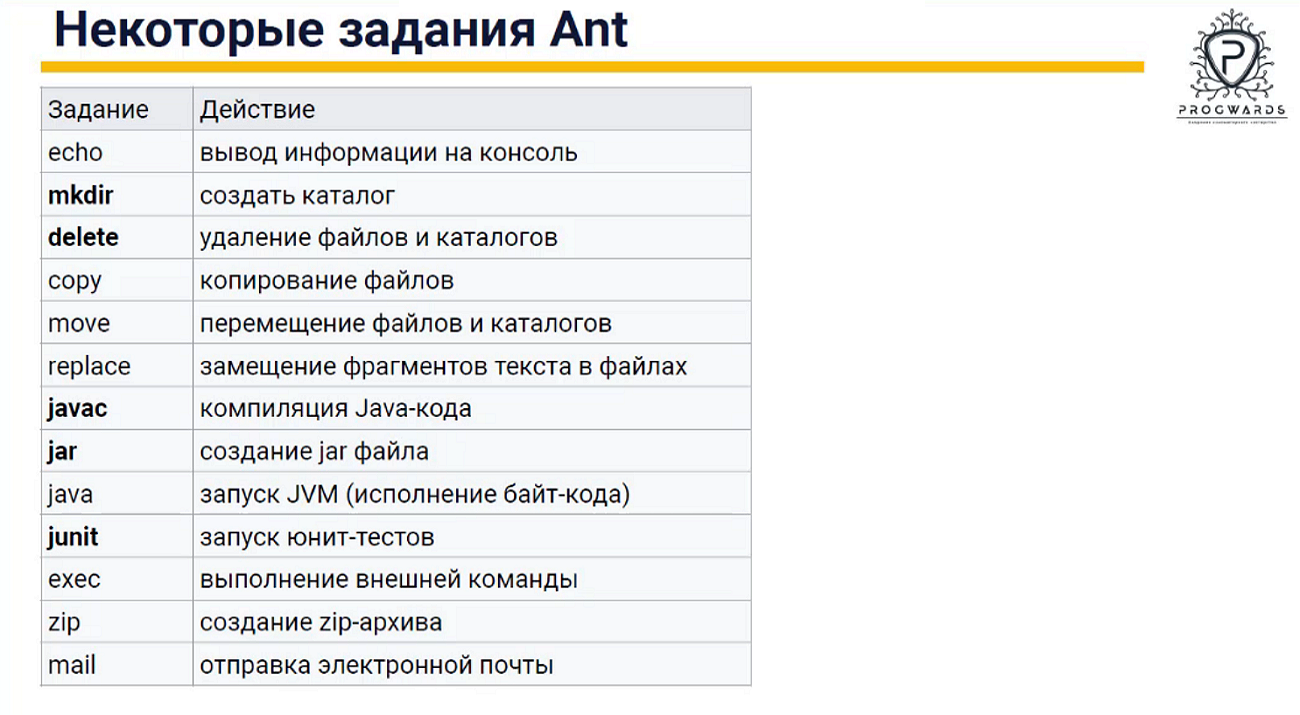 Некоторые задания Ant
PROGWARDS
Задание Действие
echo вывод информации на консоль
mkdir создать каталог
delete удаление файлов и каталогов
copy копирование файлов
move перемещение файлов и каталогов
replace замещение фрагментов текста в файлах
javac компиляция Java-кода
jar создание jar файла
java запуск JVM (исполнение байт-кода)
junit запуск юнит-тестов
exec выполнение внешней команды
zip создание zip-архива
mail отправка электронной почты